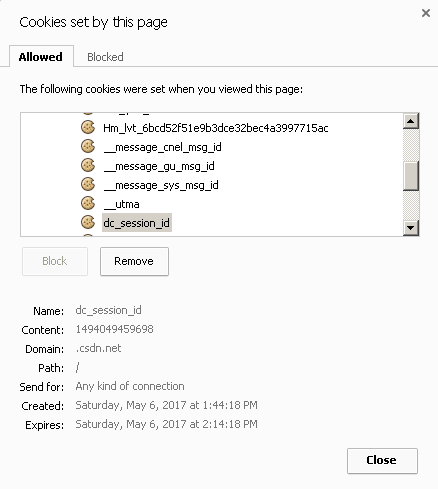 Cookies set by this page
Allowed
Blocked
The following cookies were set when you viewed this page:
Hm_lvt_6bcd52f51e9b3dce32bec4a3997715ac
__message_cnel_msg_id
__message_gu_msg_id
__message_sys_msg_id
__utma
dc_session_id
Block
Remove
Name: dc_session_id
Content: 1494049459698
Domain: .csdn.net
Path: /
Send for: Any kind of connection
Created: Saturday, May 6, 2017 at 1:44:18 PM
Expires: Saturday, May 6, 2017 at 2:14:18 PM
Close